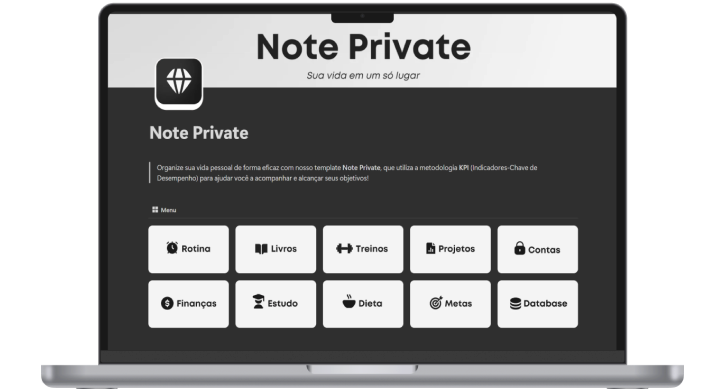 Note Private
Sua vida em um só lugar
Note Private
Organize sua vida pessoal de forma eficaz com nosso template Note Private, que utiliza a metodologia KPI (Indicadores-Chave de
Desempenho) para ajudar você a acompanhar e alcançar seus objetivos!
Menu
Rotina
Livros
Treinos
Projetos
Contas
Finanças
Estudo
Dieta
Metas
Database